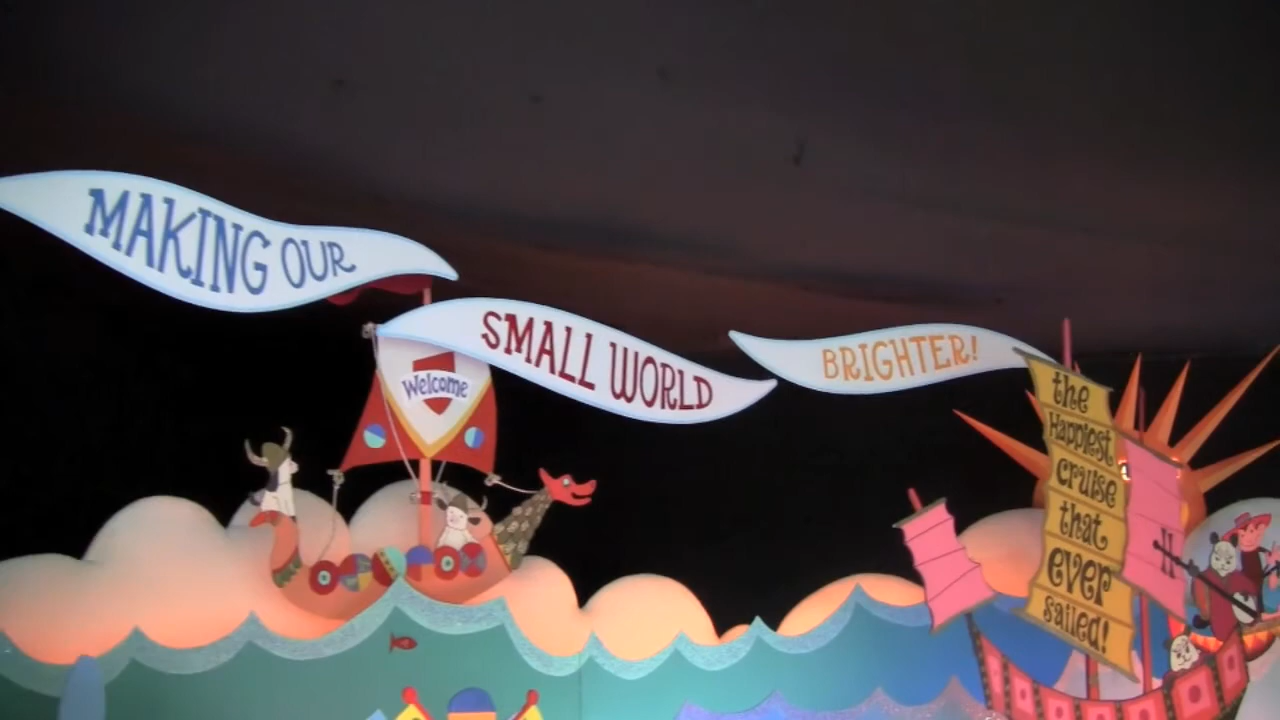 MAKING OUR
SMALL WORLD
BRIGHTER!
Welcome
the
Happiest
cruise
that
ever
sailed!